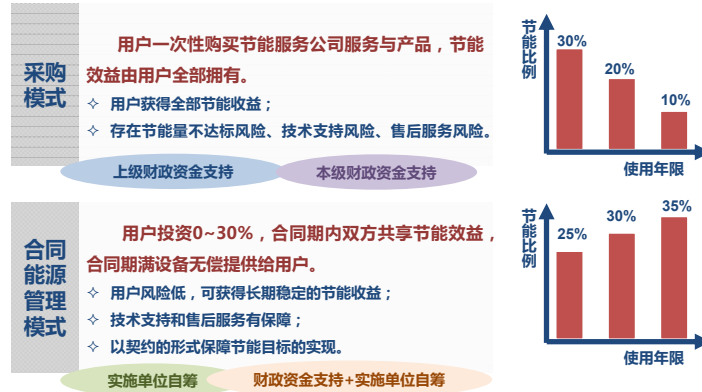 采购
模式
用户一次性购买节能服务公司服务与产品，节能
效益由用户全部拥有。
✧ 用户获得全部节能收益；
✧ 存在节能量不达标风险、技术支持风险、售后服务风险。
上级财政资金支持
本级财政资金支持
节能比例
30%
20%
10%
使用年限
合同
能源
管理
模式
用户投资0~30%，合同期内双方共享节能效益，
合同期满设备无偿提供给用户。
✧ 用户风险低，可获得长期稳定的节能收益；
✧ 技术支持和售后服务有保障；
✧ 以契约的形式保障节能目标的实现。
实施单位自筹
财政资金支持+实施单位自筹
节能比例
25%
30%
35%
使用年限